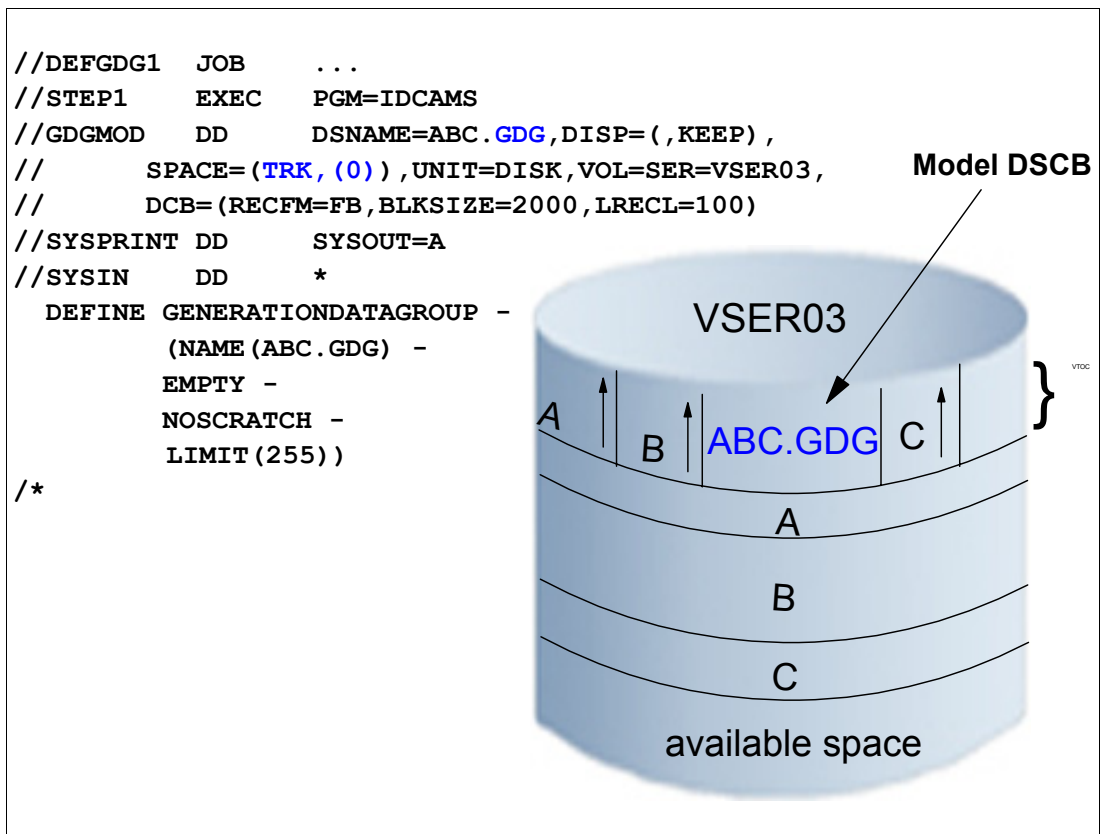 //DEFGDG1 JOB ...
//STEP1 EXEC PGM=IDCAMS
//GDGMOD DD DSNAME=ABC.GDG,DISP=(,KEEP),
// SPACE=(TRK,(0)),UNIT=DISK,VOL=SER=VSER03,
// DCB=(RECFM=FB,BLKSIZE=2000,LRECL=100)
//SYSPRINT DD SYSOUT=A
//SYSIN DD *
DEFINE GENERATIONDATAGROUP -
(NAME(ABC.GDG) -
EMPTY -
NOSCRATCH -
LIMIT(255))
/*
Model DSCB
VSER03
} VTOC
A
B
ABC.GDG
C
A
B
C
available space